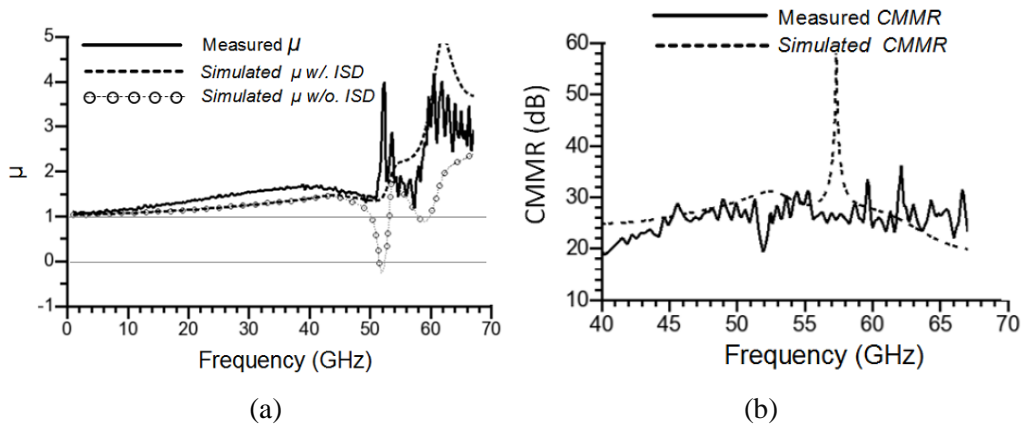 Measured μ
Simulated μ w/. ISD
Simulated μ w/o. ISD
5
4
3
2
1
0
-1
μ
0 10 20 30 40 50 60 70
Frequency (GHz)
(a)
Measured CMMR
Simulated CMMR
60
50
40
30
20
10
CMMR (dB)
40 45 50 55 60 65 70
Frequency (GHz)
(b)